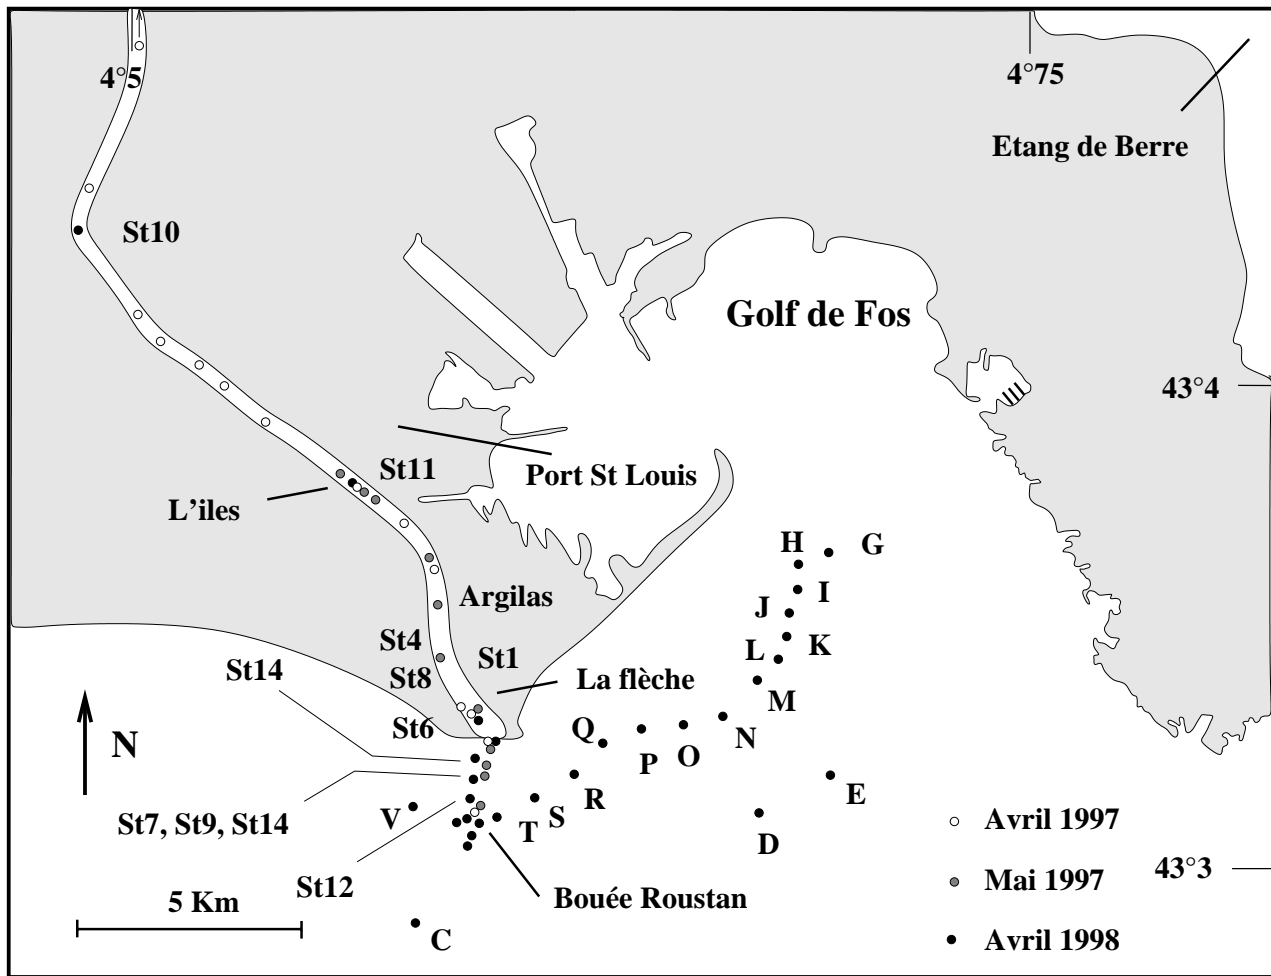 4°5
4°75
Etang de Berre
St10
Golf de Fos
43°4
St11
Port St Louis
L'iles
H
G
I
Argilas
J
K
St4
St1
L
St14
St8
La flèche
M
St6
Q
N
N
O
P
R
E
V
S
Avril 1997
St7, St9, St14
T
D
43°3
St12
Mai 1997
Bouée Roustan
5 Km
C
Avril 1998